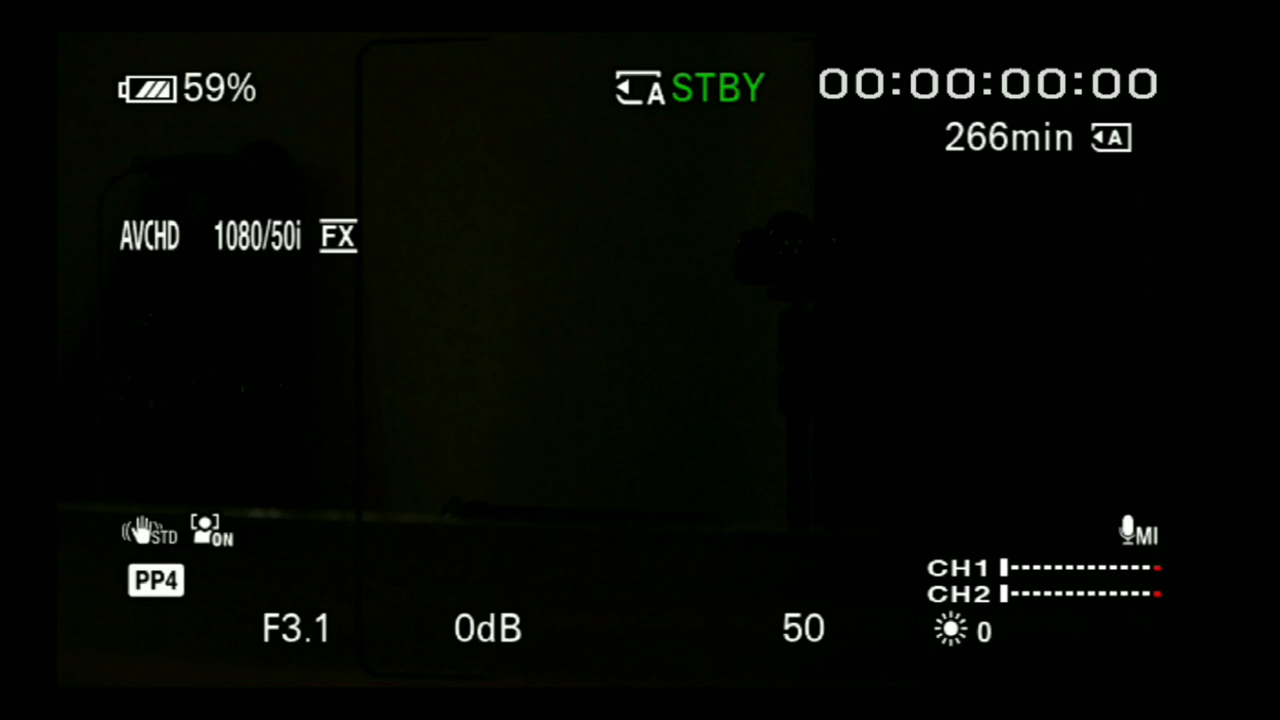 59%
A STBY 00:00:00:00
266min A
AVCHD 1080/50i FX
STD ON
MI
PP4
CH1
CH2
F3.1 0dB 50 0